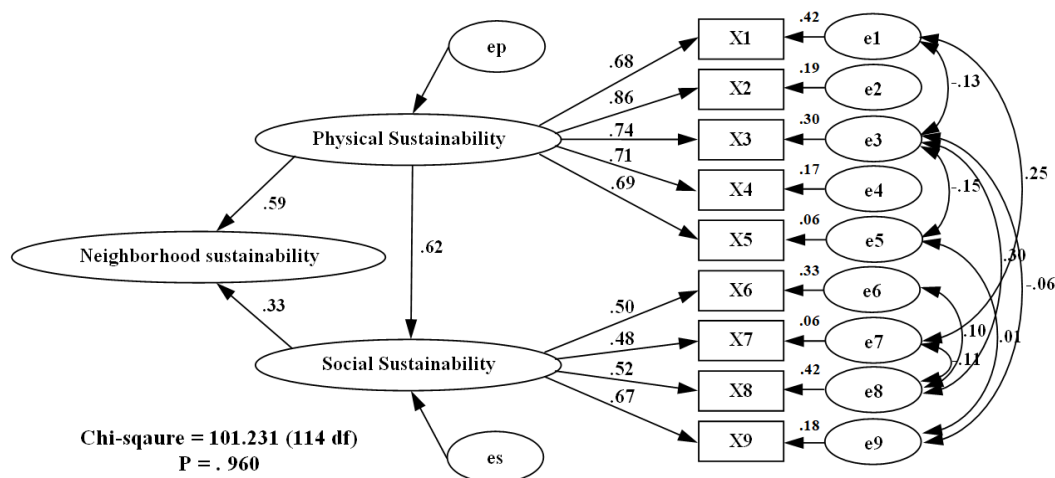 ep
Physical Sustainability
Neighborhood sustainability
Social Sustainability
es
.59
.62
.33
.68
.86
.74
.71
.69
.50
.48
.52
.67
X1
.42
e1
X2
.19
e2
X3
.30
e3
X4
.17
e4
X5
.06
e5
X6
.33
e6
X7
.06
e7
X8
.42
e8
X9
.18
e9
-.13
-.15
.25
.30
-.06
.10
.01
-.11
Chi-sqaure = 101.231 (114 df)
P = . 960